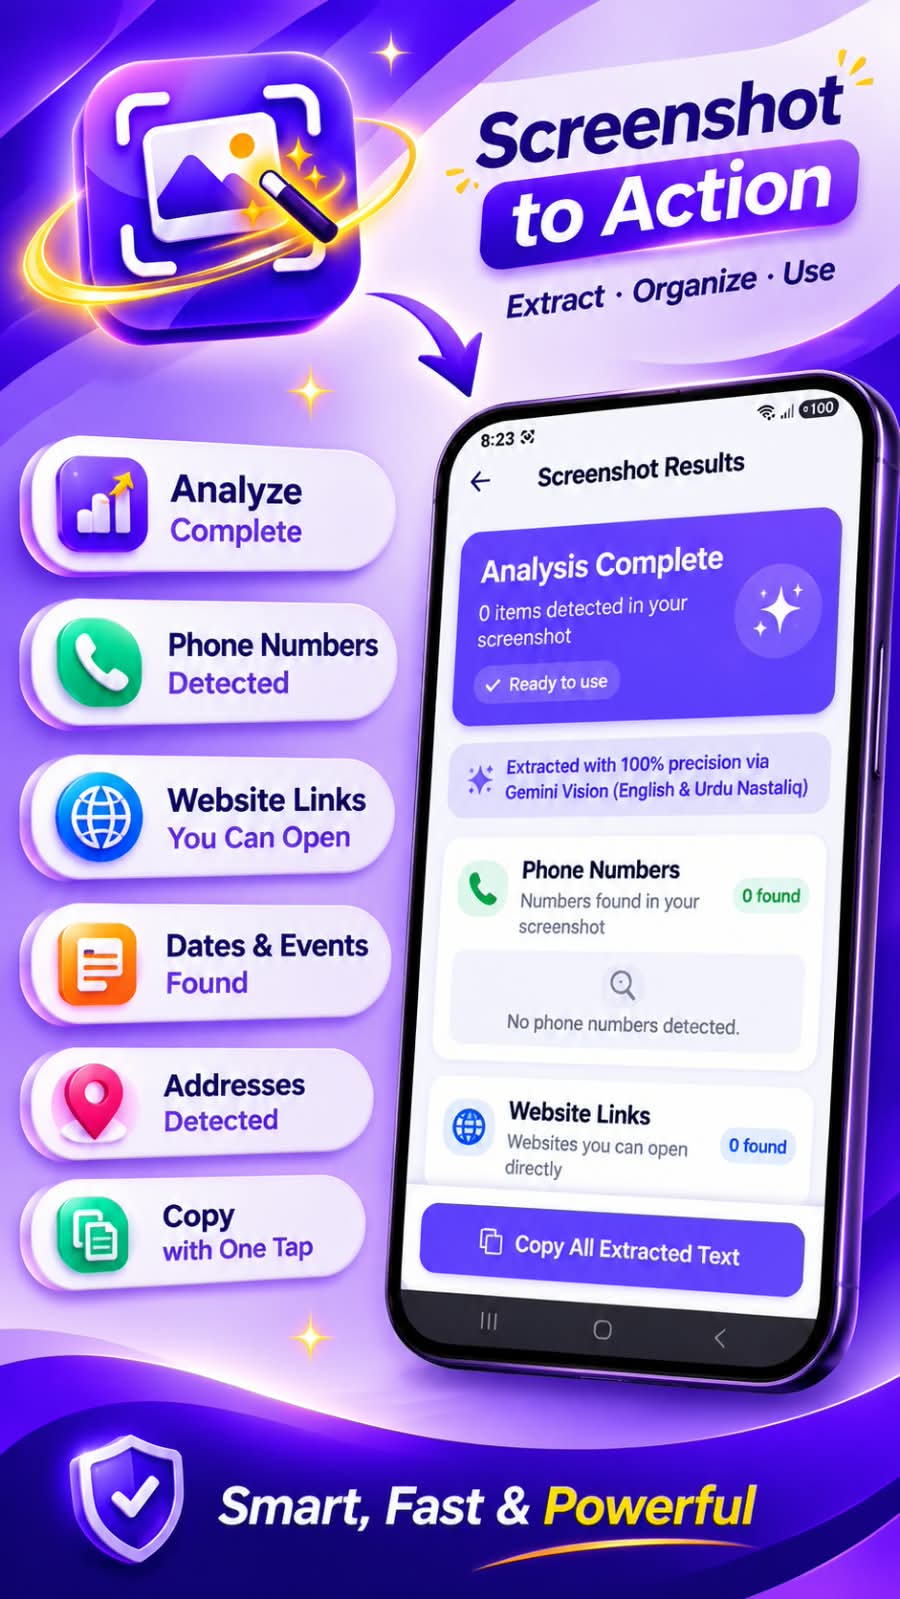 Screenshot
to Action
Extract · Organize · Use
Analyze
Complete
Phone Numbers
Detected
Website Links
You Can Open
Dates & Events
Found
Addresses
Detected
Copy
with One Tap
8:23
100
Screenshot Results
Analysis Complete
0 items detected in your
screenshot
Ready to use
Extracted with 100% precision via
Gemini Vision (English & Urdu Nastaliq)
Phone Numbers
Numbers found in your
screenshot
0 found
No phone numbers detected.
Website Links
Websites you can open
directly
0 found
Copy All Extracted Text
Smart, Fast & Powerful